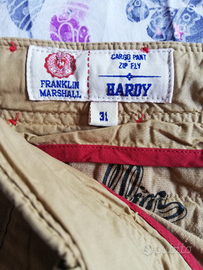 FRANKLIN
MARSHALL
CARGO PANT
ZIP FLY
HARDY
31